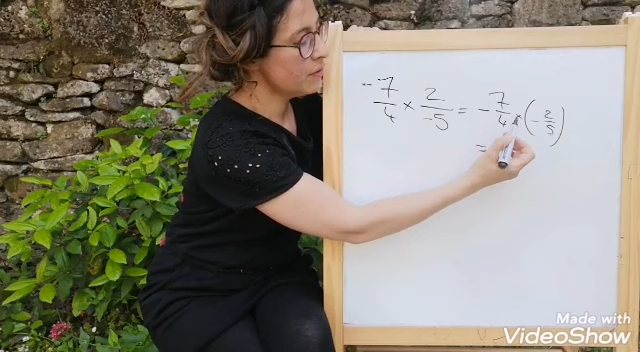 -7/4 × 2/-5 = -7/4 × (-2/5)
=
Made with
VideoShow